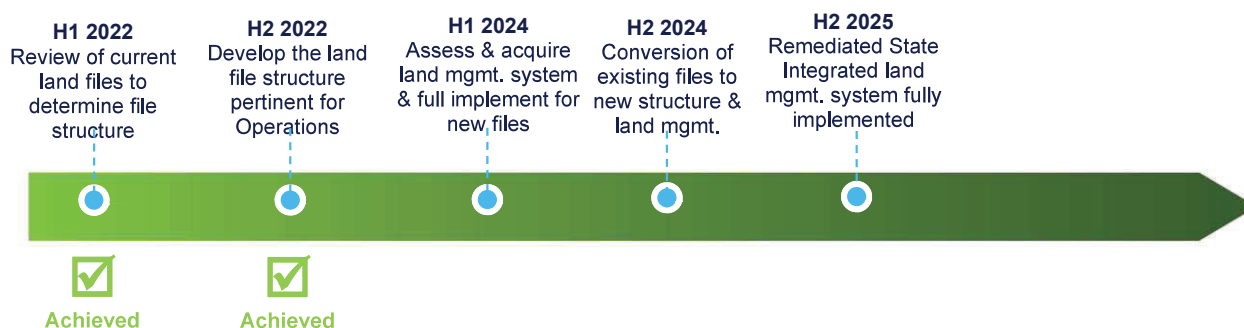 H1 2022
Review of current
land files to
determine file
structure
H2 2022
Develop the land
file structure
pertinent for
Operations
H1 2024
Assess & acquire
land mgmt. system
& full implement for
new files
H2 2024
Conversion of
existing files to
new structure &
land mgmt.
H2 2025
Remediated State
Integrated land
mgmt. system fully
implemented
Achieved
Achieved